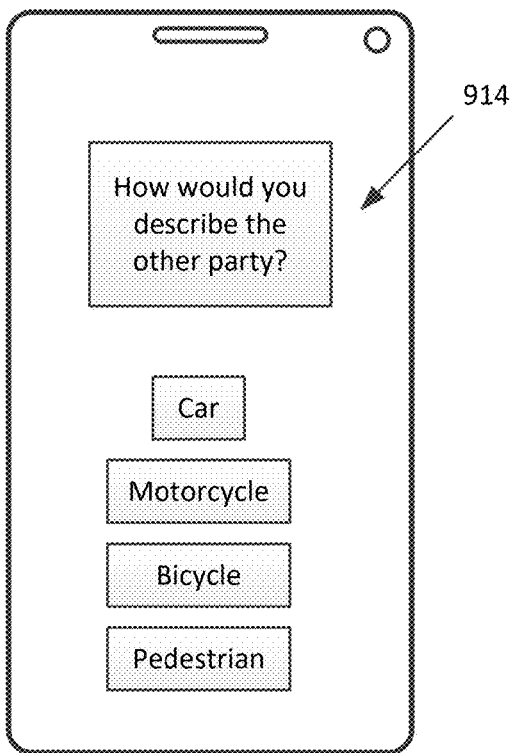 914
How would you
describe the
other party?
Car
Motorcycle
Bicycle
Pedestrian